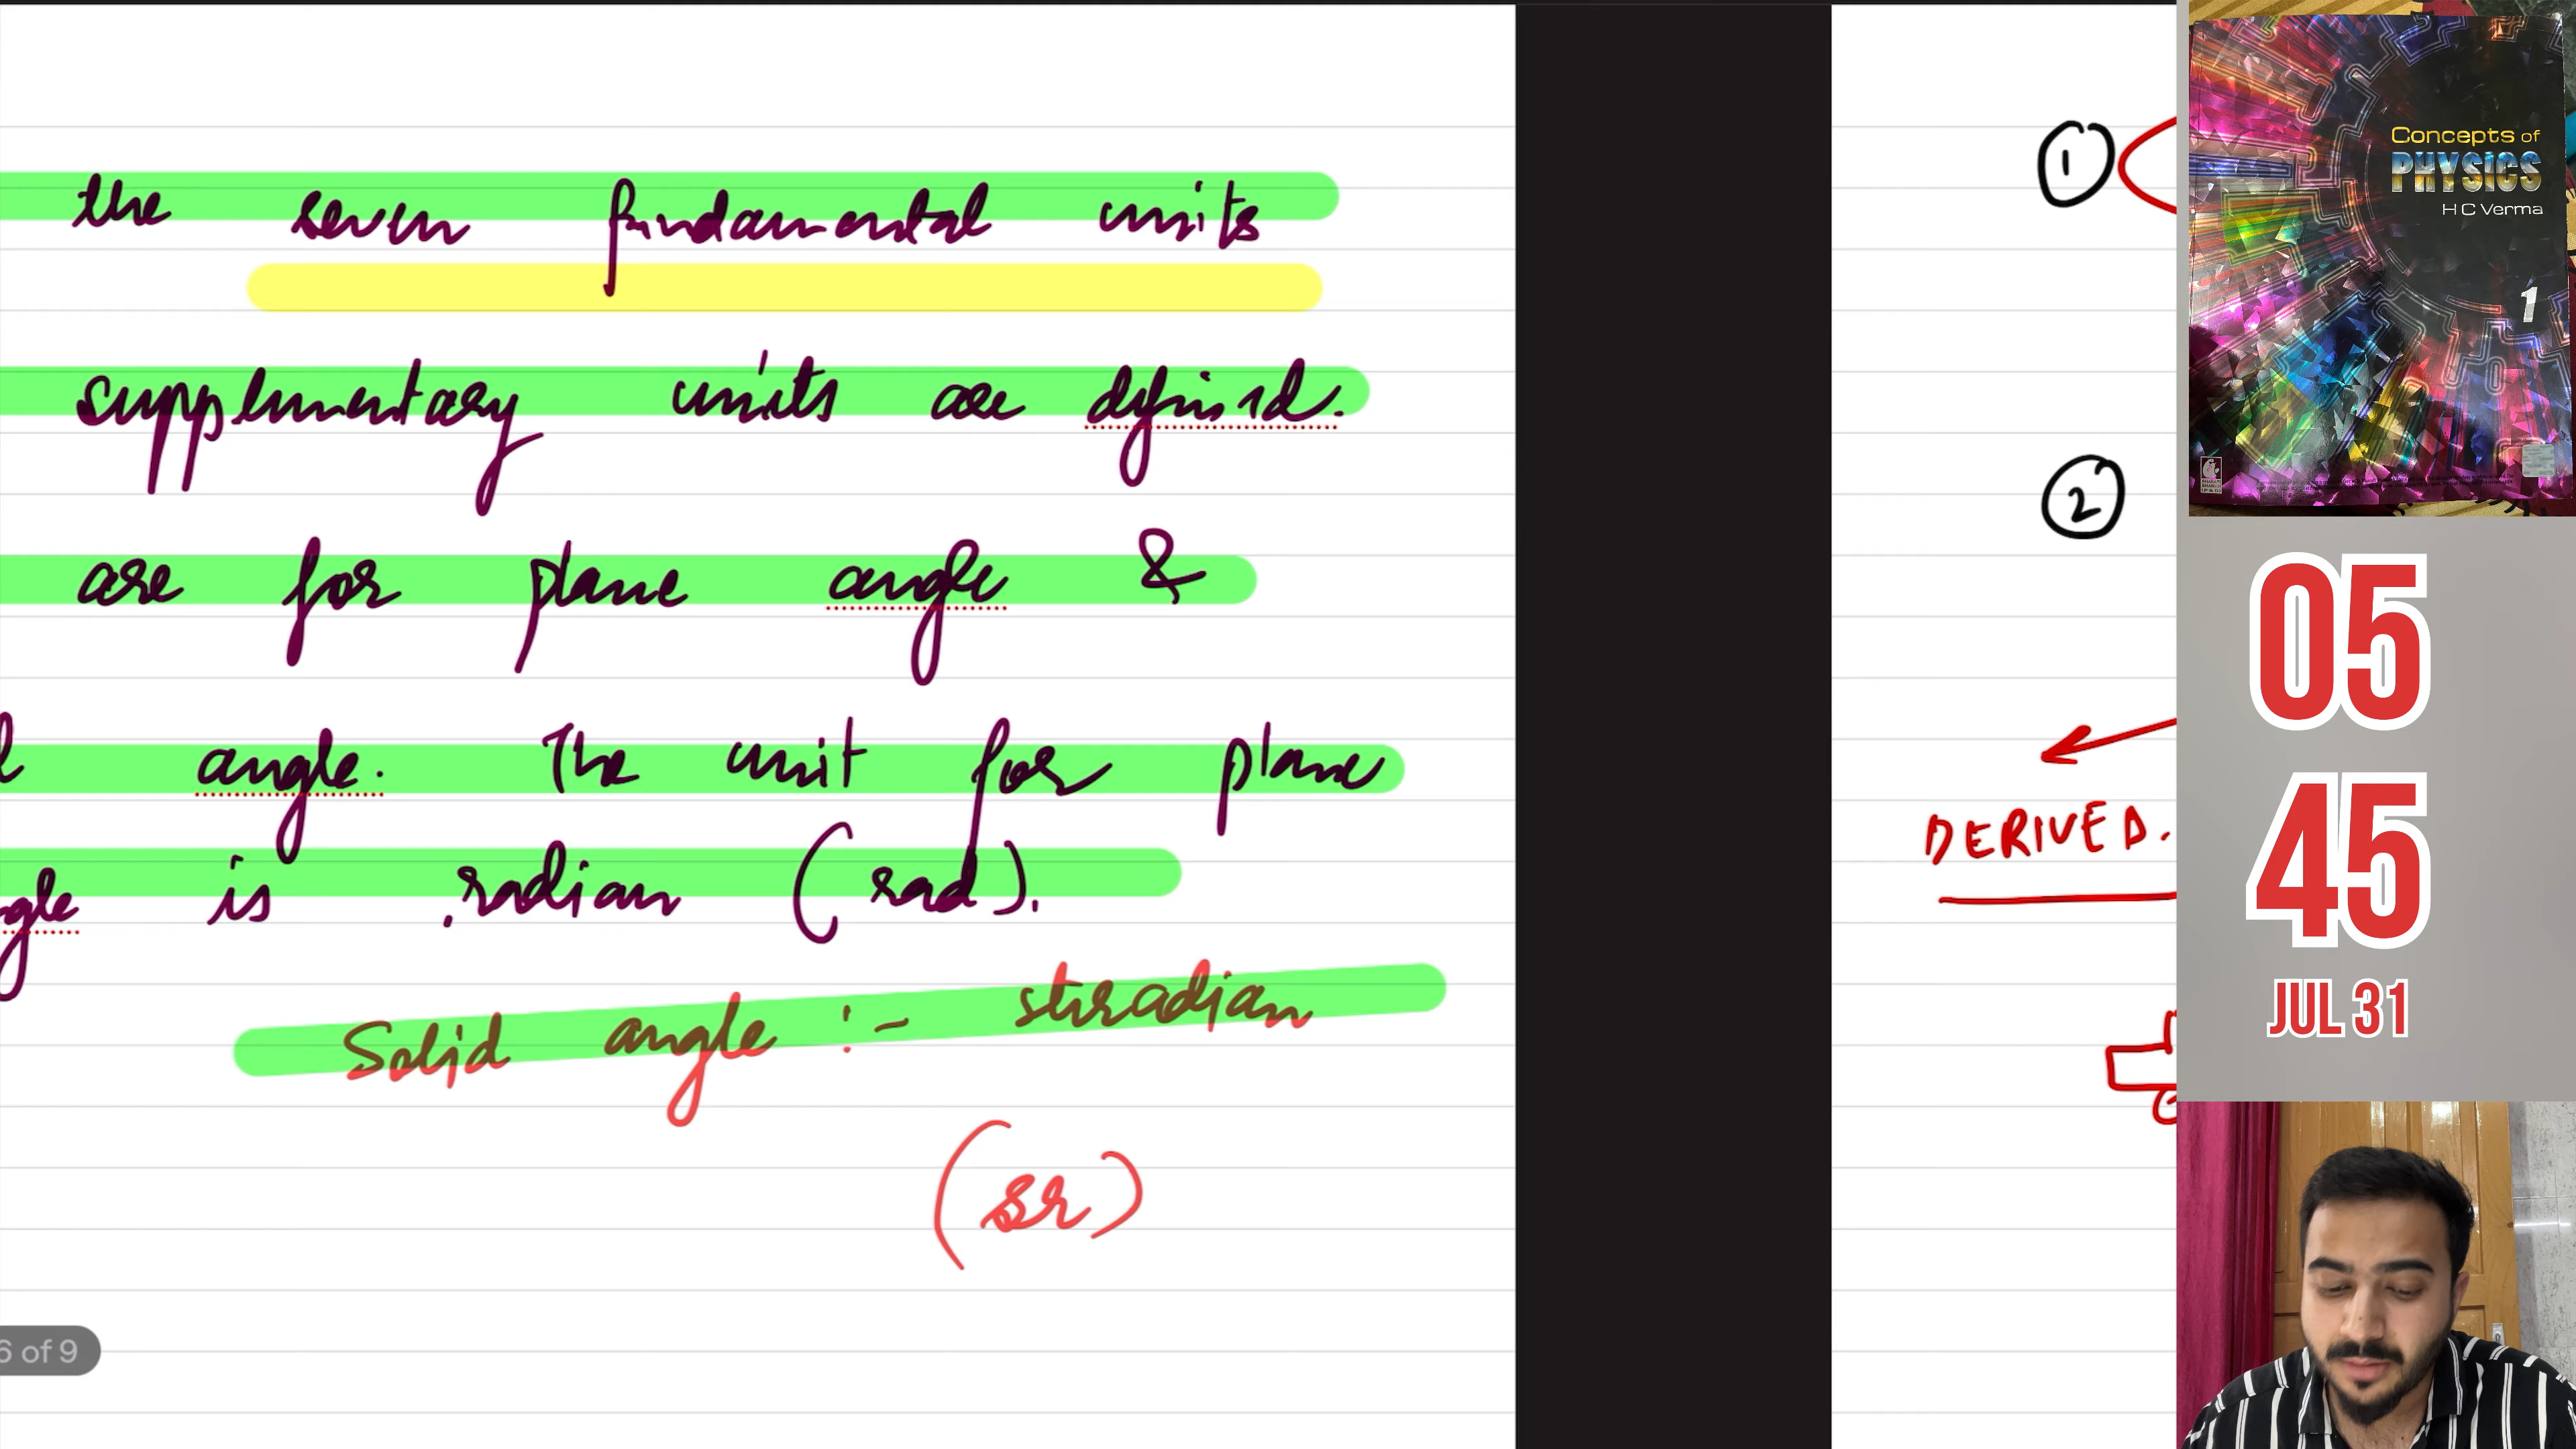 the seven fundamental units
supplementary units are defined.
are for plane angle &
angle. The unit for plane
gle is radian (rad).
Solid angle :- steradian
(sr)
6 of 9
1
2
DERIVED.
Concepts of
PHYSICS
H C Verma
1
05
45
JUL 31